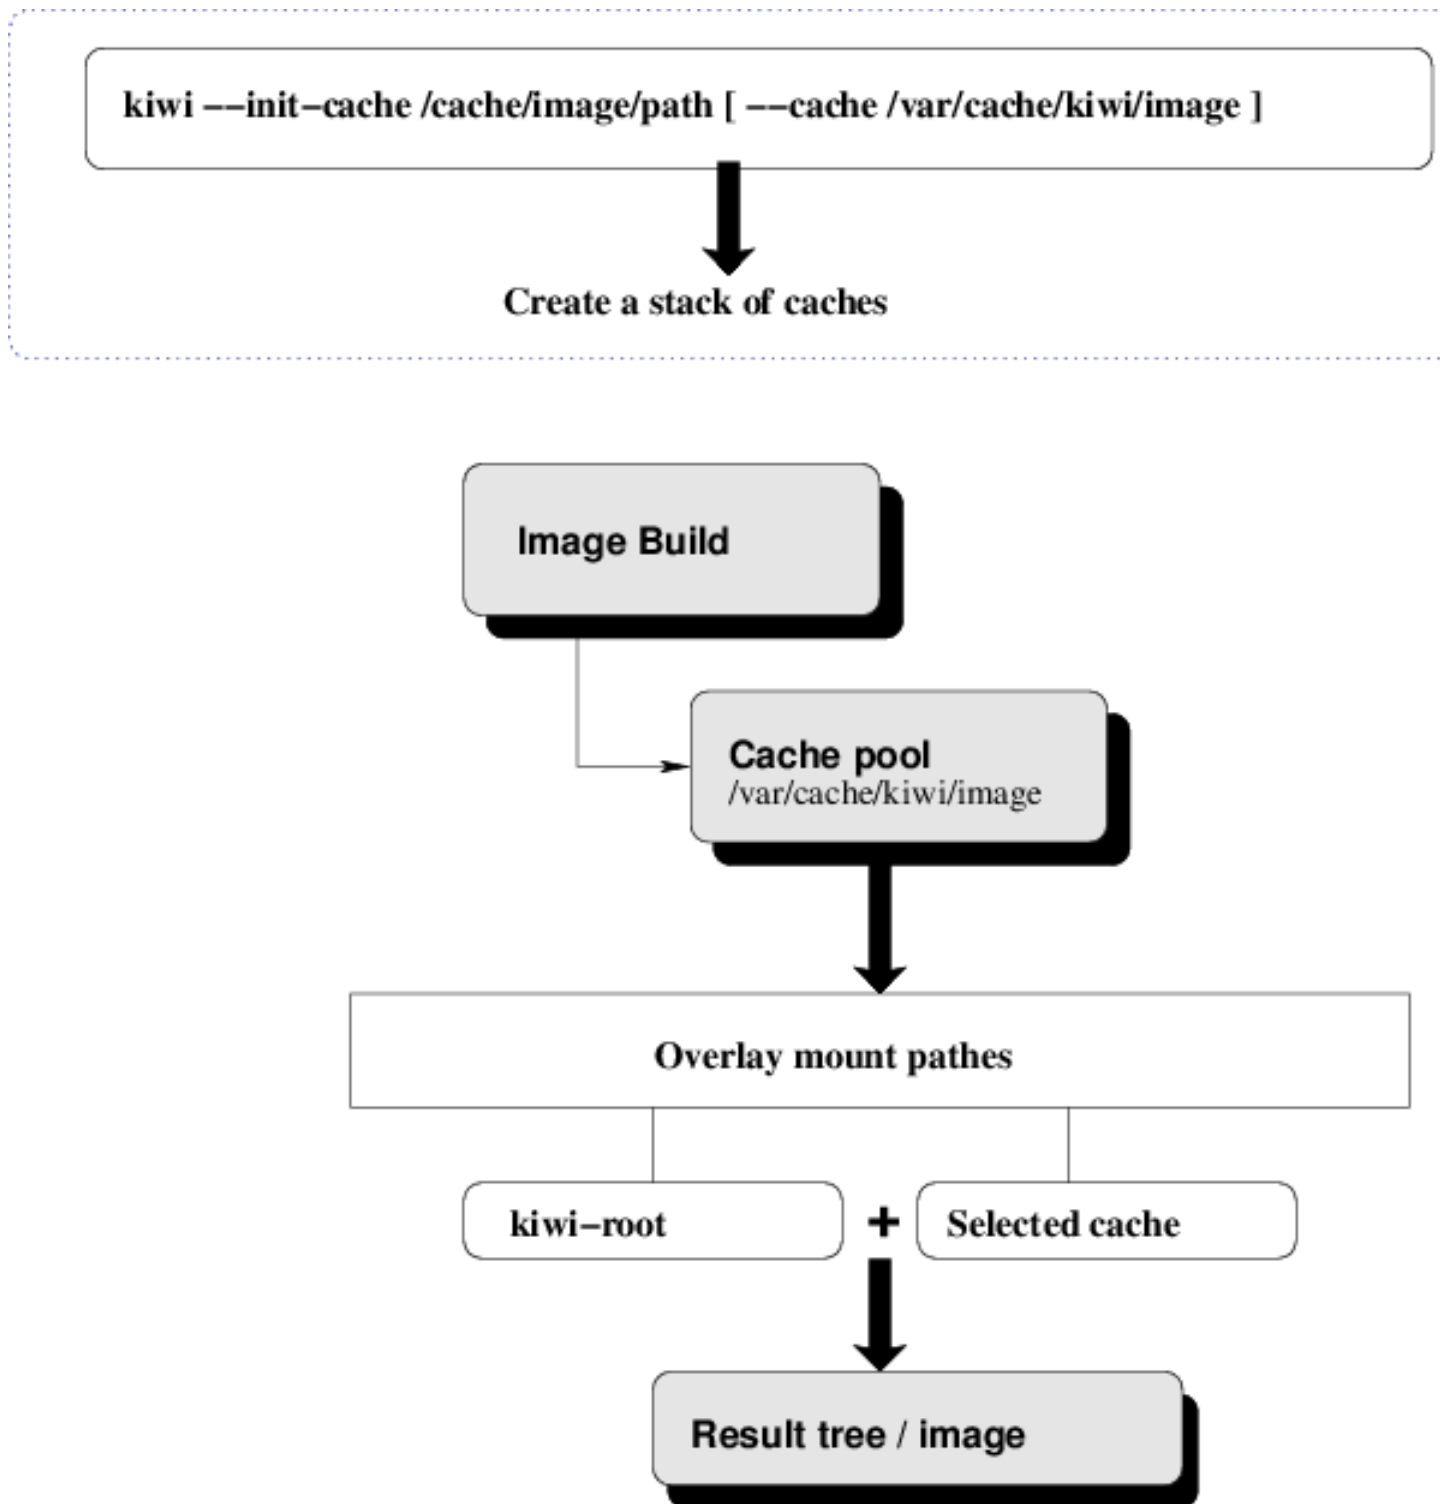 kiwi −−init−cache /cache/image/path [ −−cache /var/cache/kiwi/image ]
Create a stack of caches
Image Build
Cache pool
/var/cache/kiwi/image
Overlay mount pathes
kiwi−root
+
Selected cache
Result tree / image